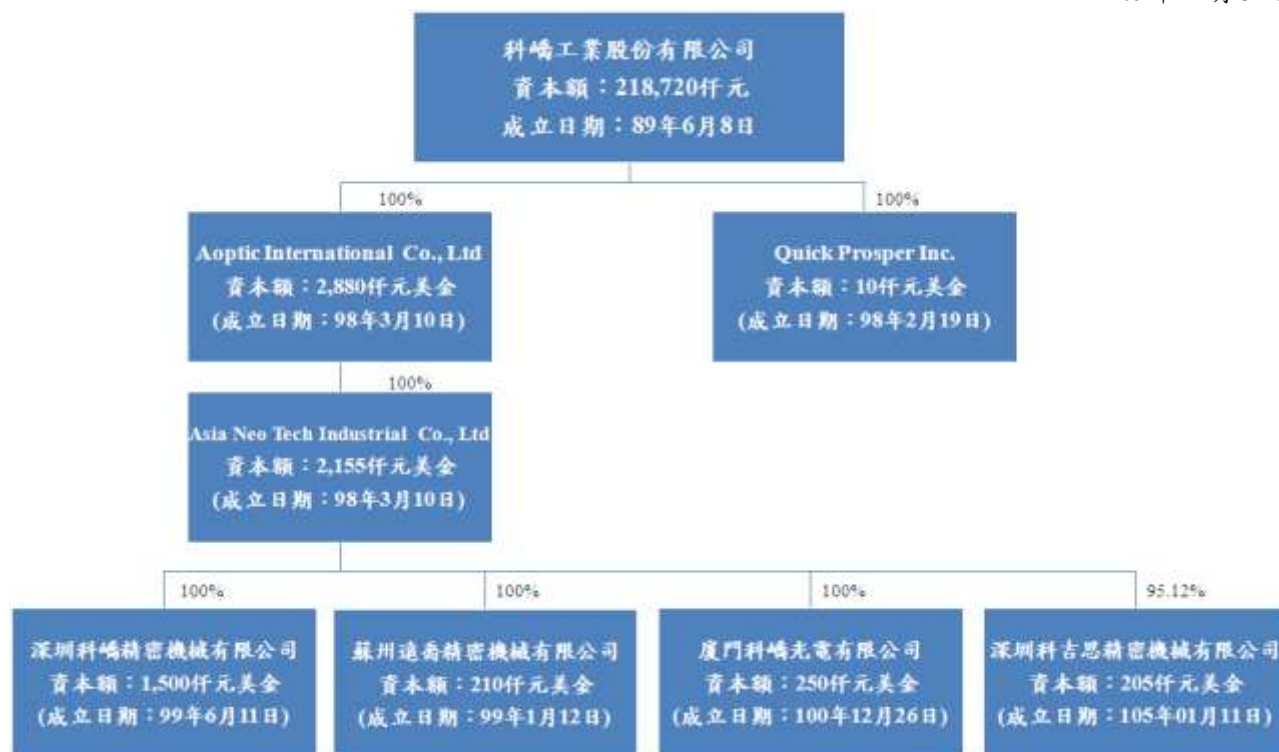 科嶠工業股份有限公司
資本額：218,720仟元
成立日期：89年6月8日
100%
100%
Aoptic International Co., Ltd
資本額：2,880仟元美金
(成立日期：98年3月10日)
Quick Prosper Inc.
資本額：10仟元美金
(成立日期：98年2月19日)
100%
Asia Neo Tech Industrial Co., Ltd
資本額：2,155仟元美金
(成立日期：98年3月10日)
100%
100%
100%
95.12%
深圳科嶠精密機械有限公司
資本額：1,500仟元美金
(成立日期：99年6月11日)
蘇州遠喬精密機械有限公司
資本額：210仟元美金
(成立日期：99年1月12日)
廈門科嶠光電有限公司
資本額：250仟元美金
(成立日期：100年12月26日)
深圳科吉思精密機械有限公司
資本額：205仟元美金
(成立日期：105年01月11日)